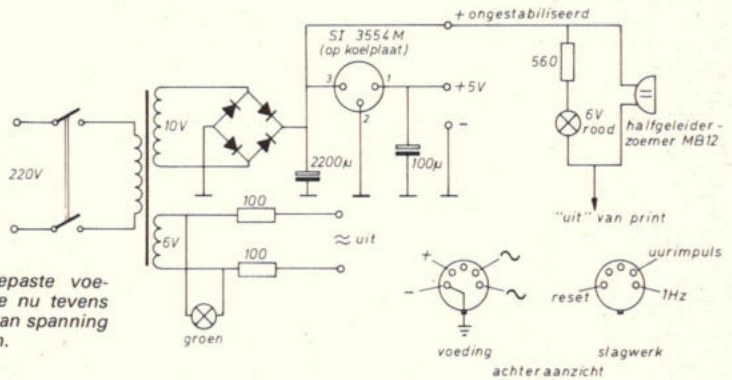 + ongestabiliseerd
SI 3554 M
(op koelplaat)
3
1
2
+5V
-
560
6V
rood
halfgeleider-
zoemer MB12
10V
220V
2200µ
100µ
"uit" van print
100
≈ uit
6V
100
groen
epaste voe-
e nu tevens
an spanning
n.
+
-
~
~
voeding
uurimpuls
reset
1Hz
slagwerk
achteraanzicht